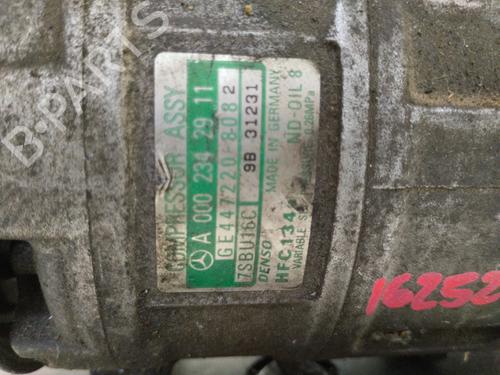 COMPRESSOR ASSY
A 000 234 29 11
GE447220-8082
7SBU16C 9B 31231
DENSO MADE IN GERMANY
HFC134 ND-OIL 8
VARIABLE
16252
B-PARTS